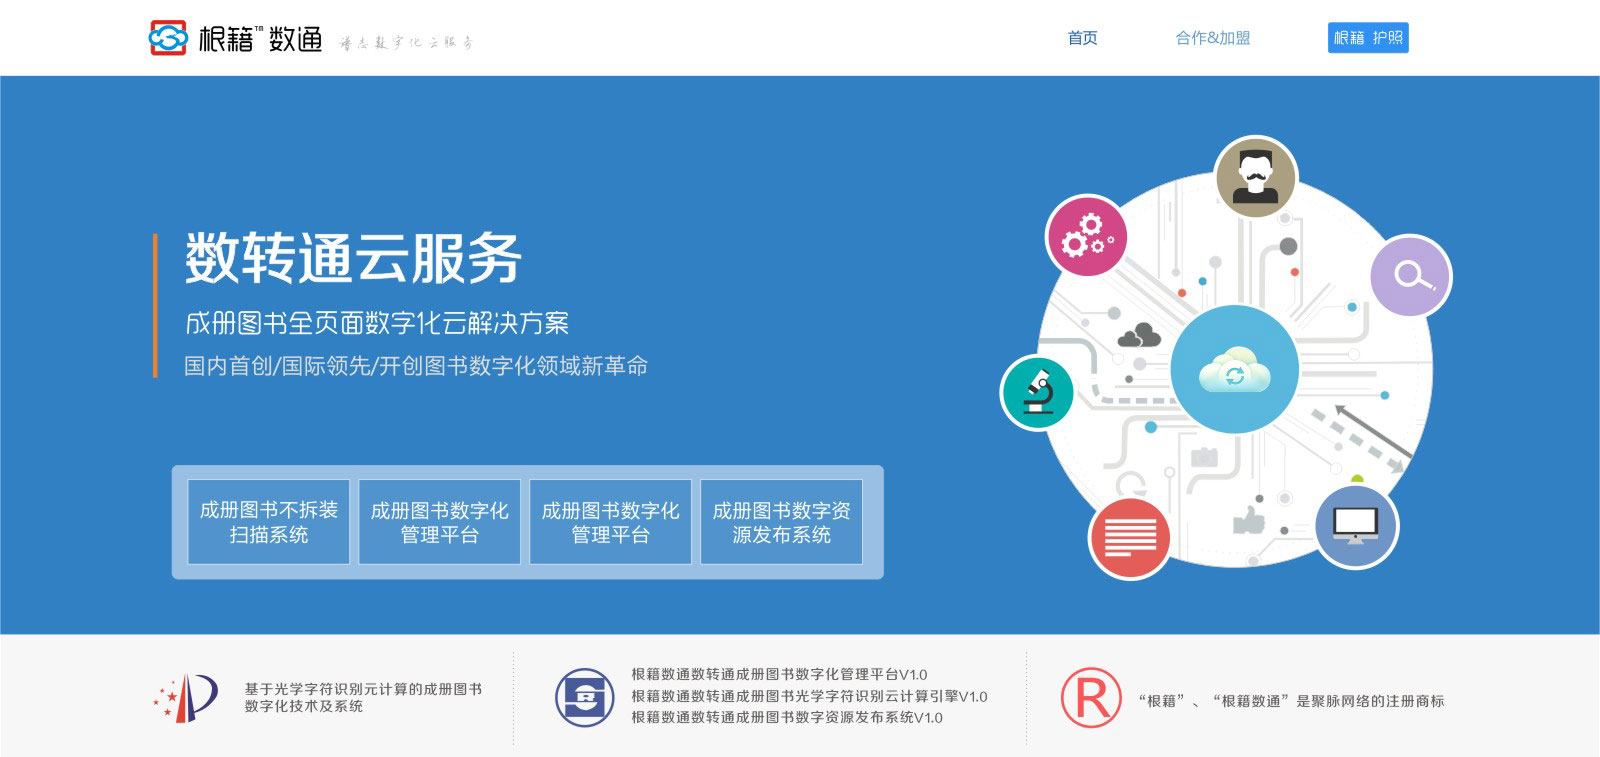 根籍™数通
谱志数字化云服务
首页
合作&加盟
根籍 护照
数转通云服务
成册图书全页面数字化云解决方案
国内首创/国际领先/开创图书数字化领域新革命
成册图书不拆装
扫描系统
成册图书数字化
管理平台
成册图书数字化
管理平台
成册图书数字资
源发布系统
基于光学字符识别元计算的成册图书
数字化技术及系统
根籍数通数转通成册图书数字化管理平台V1.0
根籍数通数转通成册图书光学字符识别云计算引擎V1.0
根籍数通数转通成册图书数字资源发布系统V1.0
R
“根籍”、“根籍数通”是聚脉网络的注册商标